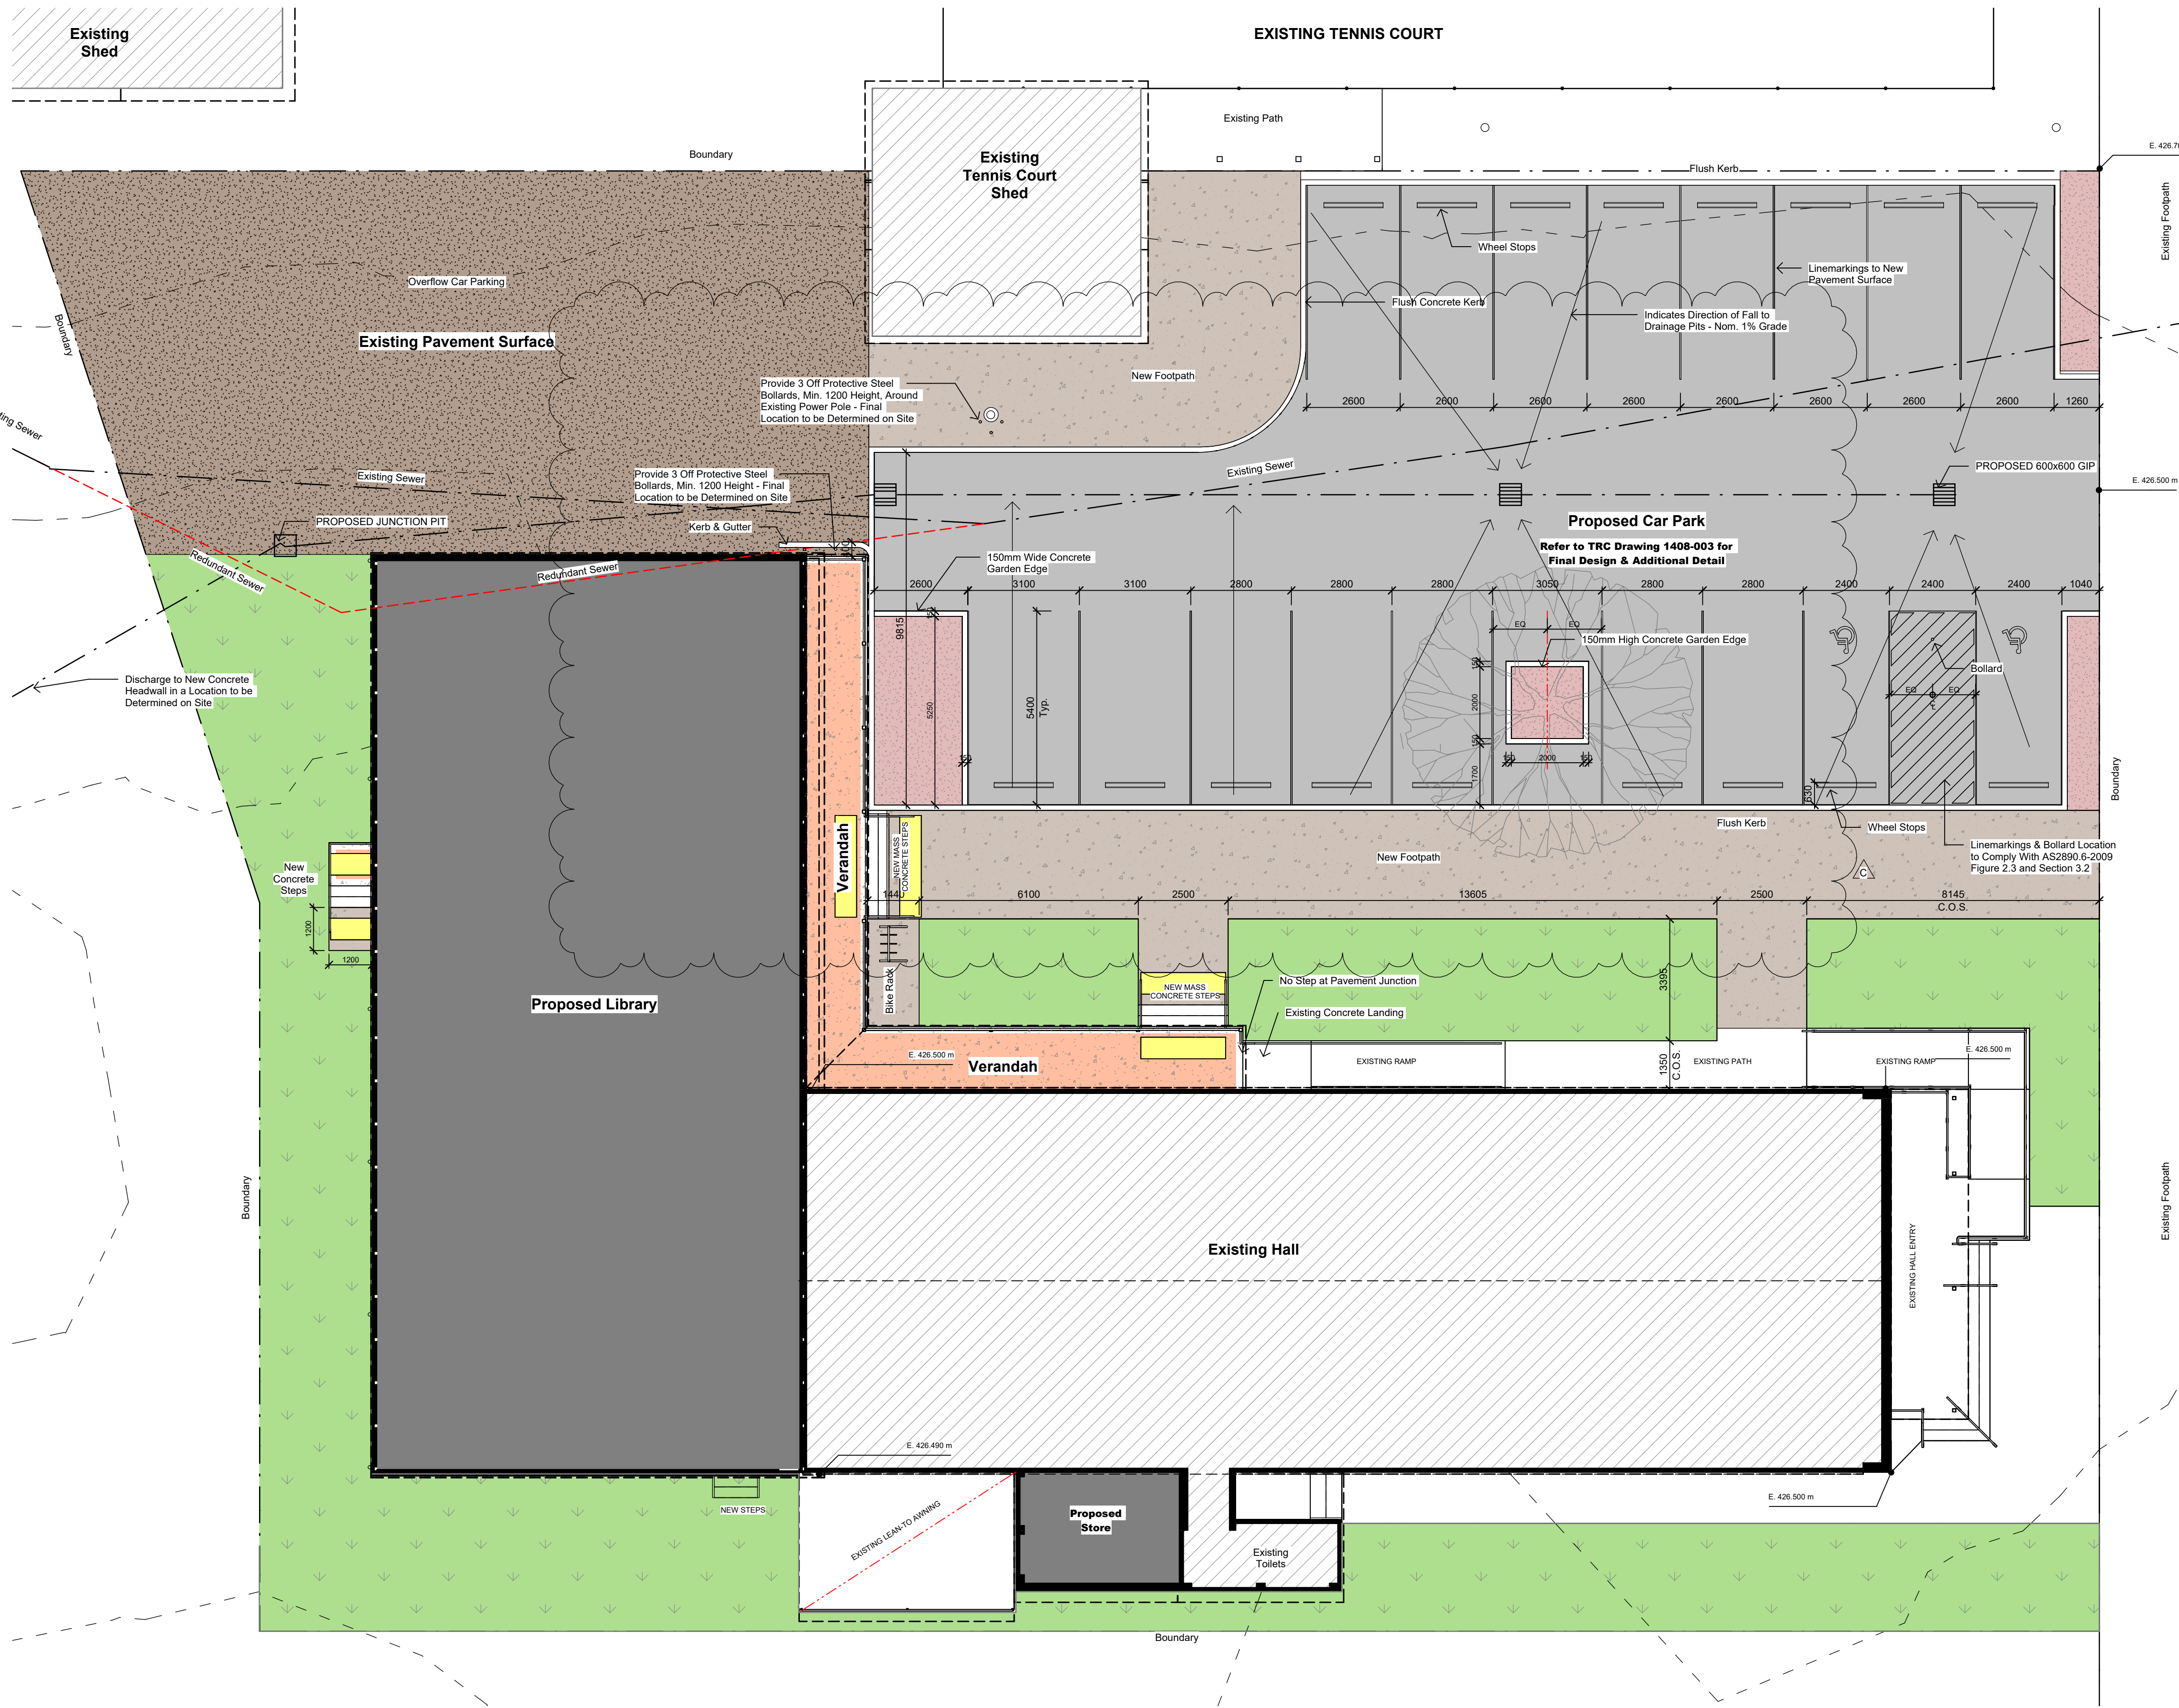 Existing
Shed
EXISTING TENNIS COURT
Existing Path
Boundary
Existing
Tennis Court
Shed
Flush Kerb
Existing Footpath
Wheel Stops
Linemarkings to New
Pavement Surface
Overflow Car Parking
Flush Concrete Kerb
Indicates Direction of Fall to
Drainage Pits - Nom. 1% Grade
Boundary
Existing Pavement Surface
New Footpath
Provide 3 Off Protective Steel
Bollards, Min. 1200 Height, Around
Existing Power Pole - Final
Location to be Determined on Site
2600
2600
2600
2600
2600
2600
2600
2600
1260
Existing Sewer
Existing Sewer
Provide 3 Off Protective Steel
Bollards, Min. 1200 Height - Final
Location to be Determined on Site
PROPOSED 600x600 GIP
E. 426.500 m
PROPOSED JUNCTION PIT
Kerb & Gutter
Proposed Car Park
Refer to TRC Drawing 1408-003 for
Final Design & Additional Detail
150mm Wide Concrete
Garden Edge
Redundant Sewer
Redundant Sewer
2600
3100
3100
2800
2800
2800
3050
2800
2800
2400
2400
2400
1040
9815
150
EQ
EQ
150mm High Concrete Garden Edge
Bollard
EQ
EQ
Discharge to New Concrete
Headwall in a Location to be
Determined on Site
5250
5400
Typ.
150
2000
150
1700
150
150
2000
150
630
Boundary
Flush Kerb
Wheel Stops
Linemarkings & Bollard Location
to Comply With AS2890.6-2009
Figure 2.3 and Section 3.2
New Footpath
C
New
Concrete
Steps
Verandah
NEW MASS
CONCRETE STEPS
6100
2500
13605
2500
8145
C.O.S.
1200
1200
Bike Rack
3395
NEW MASS
CONCRETE STEPS
No Step at Pavement Junction
Existing Concrete Landing
Proposed Library
E. 426.500 m
Verandah
EXISTING RAMP
1350
C.O.S.
EXISTING PATH
EXISTING RAMP
E. 426.500 m
Boundary
Existing Footpath
Existing Hall
EXISTING HALL ENTRY
E. 426.490 m
NEW STEPS
EXISTING LEAN-TO AWNING
Proposed
Store
Existing
Toilets
E. 426.500 m
Boundary